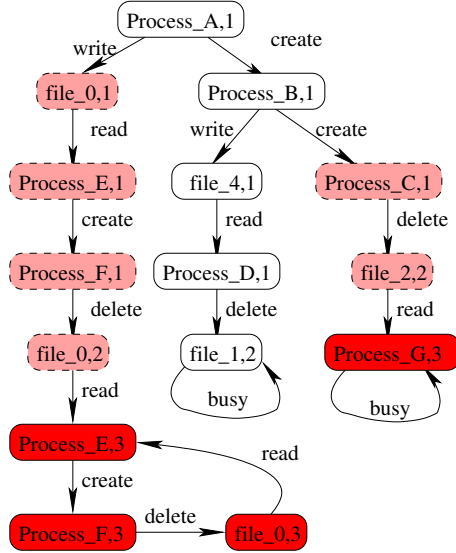 Process_A,1
write
create
file_0,1
Process_B,1
read
write
create
Process_E,1
file_4,1
Process_C,1
create
read
delete
Process_F,1
Process_D,1
file_2,2
delete
delete
read
file_0,2
file_1,2
Process_G,3
read
busy
busy
Process_E,3
read
create
delete
Process_F,3
file_0,3